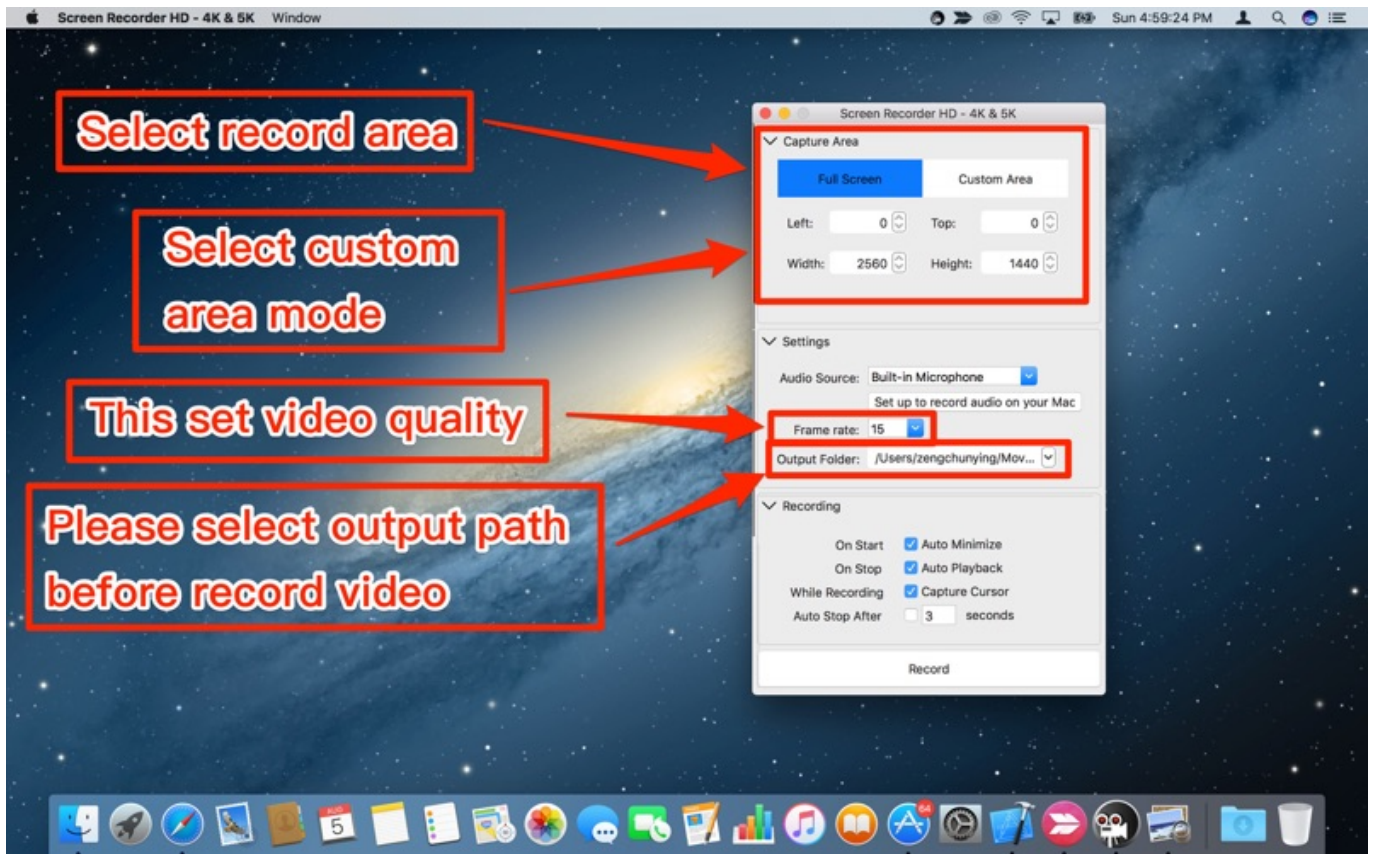 Screen Recorder HD - 4K & 5K Window
Sun 4:59:24 PM
Select record area
Select custom
area mode
This set video quality
Please select output path
before record video
Screen Recorder HD - 4K & 5K
Capture Area
Full Screen Custom Area
Left: 0 Top: 0
Width: 2560 Height: 1440
Settings
Audio Source: Built-in Microphone
Set up to record audio on your Mac
Frame rate: 15
Output Folder: /Users/zengchunying/Mov...
Recording
On Start Auto Minimize
On Stop Auto Playback
While Recording Capture Cursor
Auto Stop After 3 seconds
Record
AUG
5
64